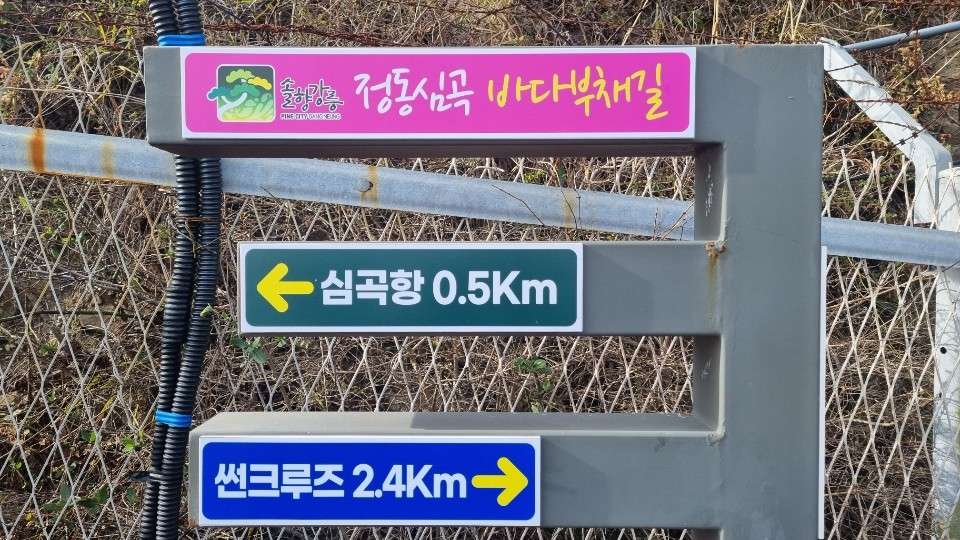 솔향강릉
PINE CITY GANGNEUNG
정동심곡 바다부채길
심곡항 0.5Km
썬크루즈 2.4Km